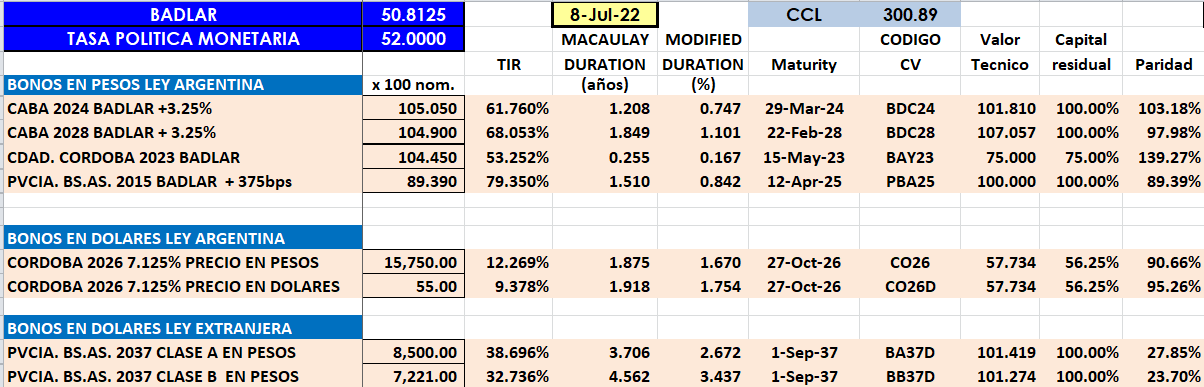 BADLAR 50.8125 8-Jul-22 CCL 300.89
TASA POLITICA MONETARIA 52.0000 MACAULAY MODIFIED CODIGO Valor Capital
TIR DURATION DURATION Maturity CV Tecnico residual Paridad
BONOS EN PESOS LEY ARGENTINA x 100 nom. (años) (%)
CABA 2024 BADLAR +3.25% 105.050 61.760% 1.208 0.747 29-Mar-24 BDC24 101.810 100.00% 103.18%
CABA 2028 BADLAR + 3.25% 104.900 68.053% 1.849 1.101 22-Feb-28 BDC28 107.057 100.00% 97.98%
CDAD. CORDOBA 2023 BADLAR 104.450 53.252% 0.255 0.167 15-May-23 BAY23 75.000 75.00% 139.27%
PVCIA. BS.AS. 2015 BADLAR + 375bps 89.390 79.350% 1.510 0.842 12-Apr-25 PBA25 100.000 100.00% 89.39%
BONOS EN DOLARES LEY ARGENTINA
CORDOBA 2026 7.125% PRECIO EN PESOS 15,750.00 12.269% 1.875 1.670 27-Oct-26 CO26 57.734 56.25% 90.66%
CORDOBA 2026 7.125% PRECIO EN DOLARES 55.00 9.378% 1.918 1.754 27-Oct-26 CO26D 57.734 56.25% 95.26%
BONOS EN DOLARES LEY EXTRANJERA
PVCIA. BS.AS. 2037 CLASE A EN PESOS 8,500.00 38.696% 3.706 2.672 1-Sep-37 BA37D 101.419 100.00% 27.85%
PVCIA. BS.AS. 2037 CLASE B EN PESOS 7,221.00 32.736% 4.562 3.437 1-Sep-37 BB37D 101.274 100.00% 23.70%